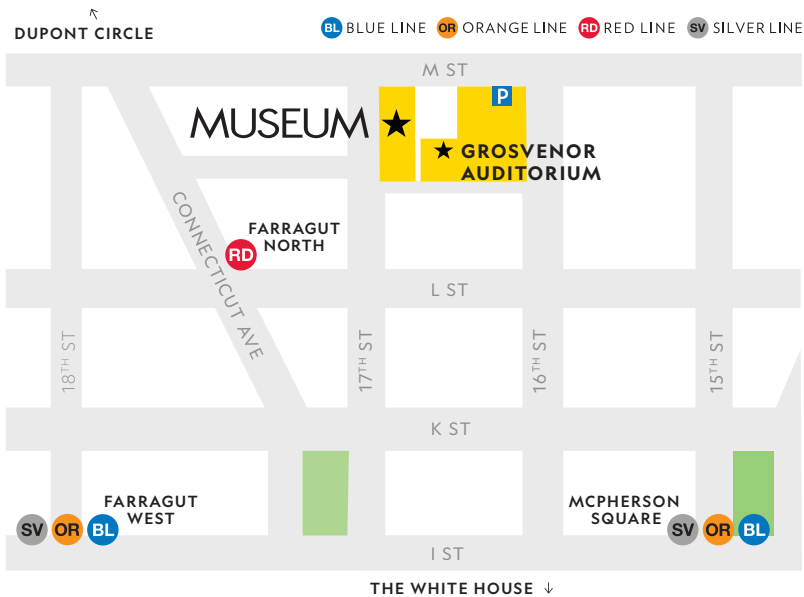 DUPONT CIRCLE
BL BLUE LINE OR ORANGE LINE RD RED LINE SV SILVER LINE
M ST
P
MUSEUM
GROSVENOR
AUDITORIUM
CONNECTICUT AVE
FARRAGUT
NORTH
RD
L ST
18TH ST
17TH ST
16TH ST
15TH ST
K ST
FARRAGUT
WEST
SV OR BL
MCPHERSON
SQUARE
SV OR BL
I ST
THE WHITE HOUSE